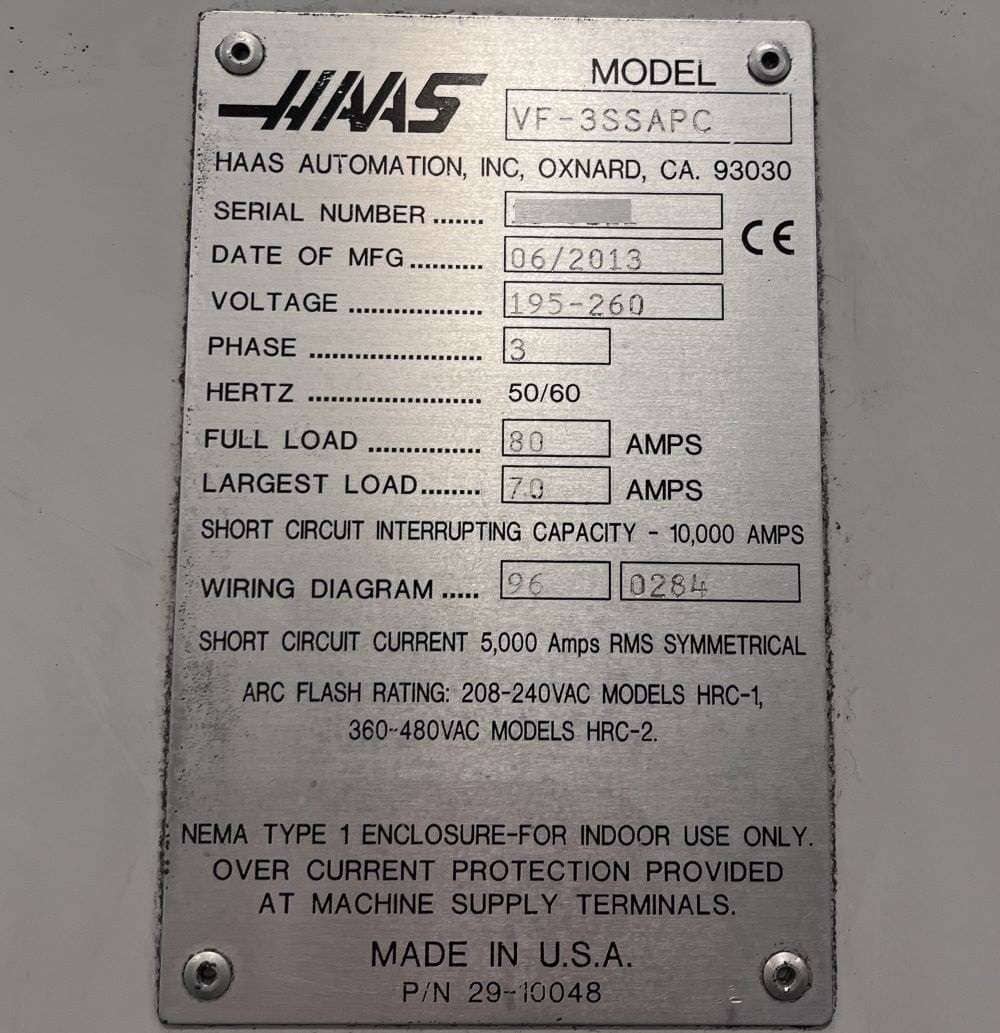 HAAS
MODEL
VF-3SSAPC
HAAS AUTOMATION, INC, OXNARD, CA. 93030
SERIAL NUMBER .......
CE
DATE OF MFG .......... 06/2013
VOLTAGE .................. 195-260
PHASE ...................... 3
HERTZ ...................... 50/60
FULL LOAD .............. 80 AMPS
LARGEST LOAD........ 70 AMPS
SHORT CIRCUIT INTERRUPTING CAPACITY - 10,000 AMPS
WIRING DIAGRAM ..... 96 0284
SHORT CIRCUIT CURRENT 5,000 Amps RMS SYMMETRICAL
ARC FLASH RATING: 208-240VAC MODELS HRC-1,
360-480VAC MODELS HRC-2.
NEMA TYPE 1 ENCLOSURE-FOR INDOOR USE ONLY.
OVER CURRENT PROTECTION PROVIDED
AT MACHINE SUPPLY TERMINALS.
MADE IN U.S.A.
P/N 29-10048